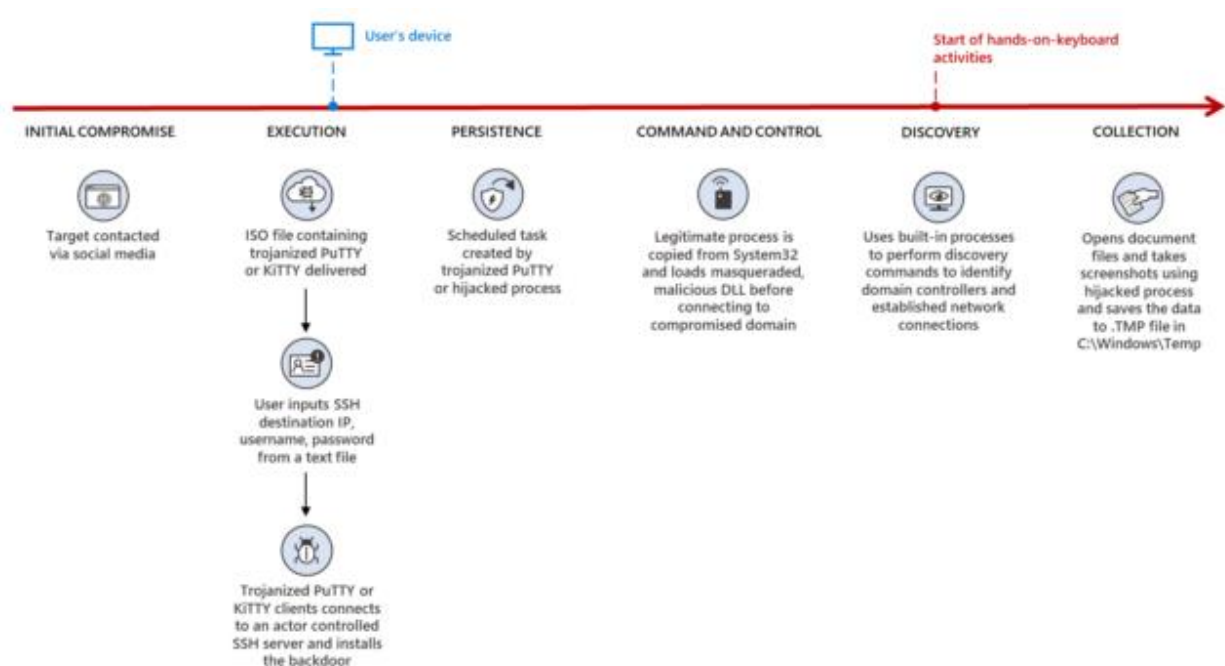 User's device
Start of hands-on-keyboard
activities
INITIAL COMPROMISE
Target contacted
via social media
EXECUTION
ISO file containing
trojanized PuTTY
or KiTTY delivered
User inputs SSH
destination IP,
username, password
from a text file
Trojanized PuTTY or
KiTTY clients connects
to an actor controlled
SSH server and installs
the backdoor
PERSISTENCE
Scheduled task
created by
trojanized PuTTY
or hijacked process
COMMAND AND CONTROL
Legitimate process is
copied from System32
and loads masqueraded,
malicious DLL before
connecting to
compromised domain
DISCOVERY
Uses built-in processes
to perform discovery
commands to identify
domain controllers and
established network
connections
COLLECTION
Opens document
files and takes
screenshots using
hijacked process
and saves the data
to .TMP file in
C:\Windows\Temp